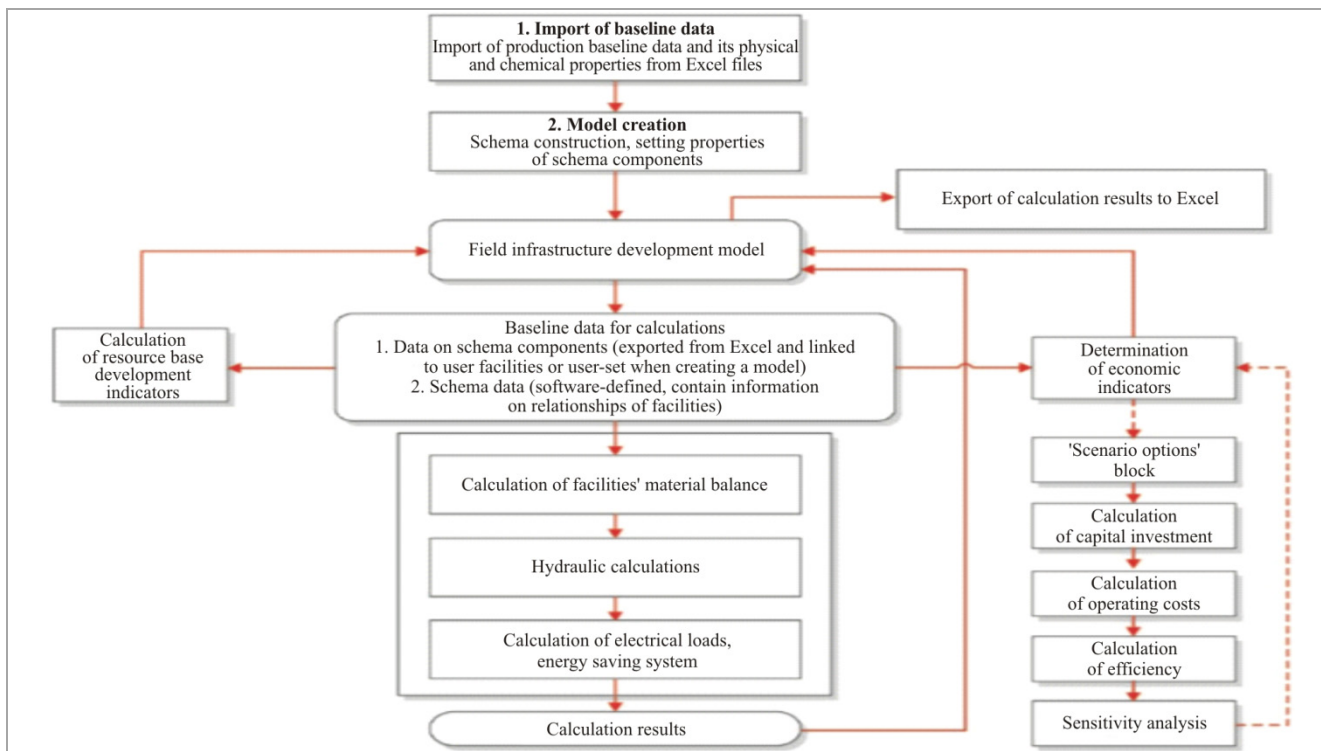 1. Import of baseline data
Import of production baseline data and its physical
and chemical properties from Excel files
2. Model creation
Schema construction, setting properties
of schema components
Export of calculation results to Excel
Field infrastructure development model
Calculation
of resource base
development
indicators
Baseline data for calculations
1. Data on schema components (exported from Excel and linked
to user facilities or user-set when creating a model)
2. Schema data (software-defined, contain information
on relationships of facilities)
Determination
of economic
indicators
Calculation of facilities' material balance
Hydraulic calculations
Calculation of electrical loads,
energy saving system
Calculation results
'Scenario options'
block
Calculation
of capital investment
Calculation
of operating costs
Calculation
of efficiency
Sensitivity analysis